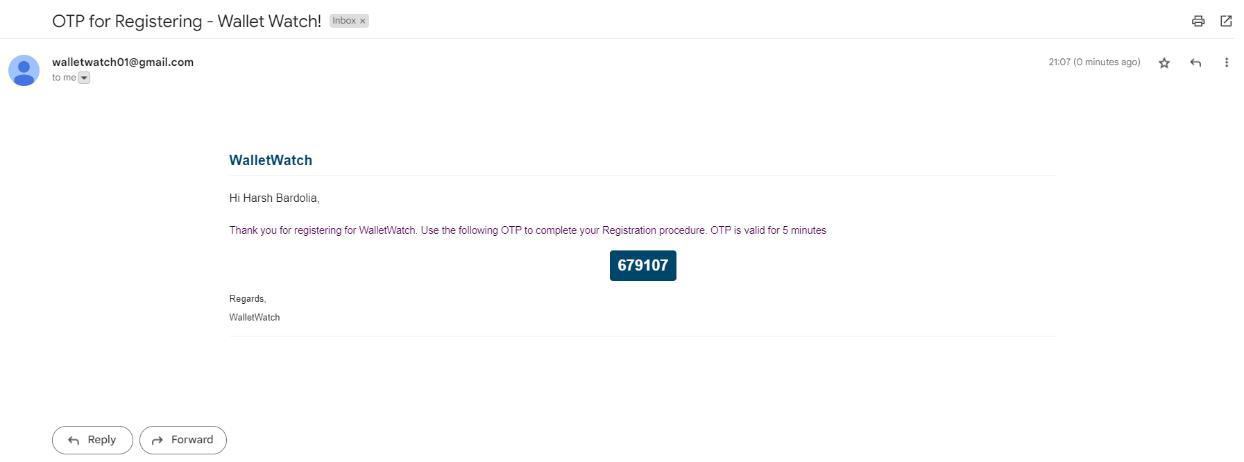 OTP for Registering - Wallet Watch! Inbox ×
walletwatch01@gmail.com 21:07 (0 minutes ago)
to me
WalletWatch
Hi Harsh Bardolia,
Thank you for registering for WalletWatch. Use the following OTP to complete your Registration procedure. OTP is valid for 5 minutes
679107
Regards,
WalletWatch
Reply Forward